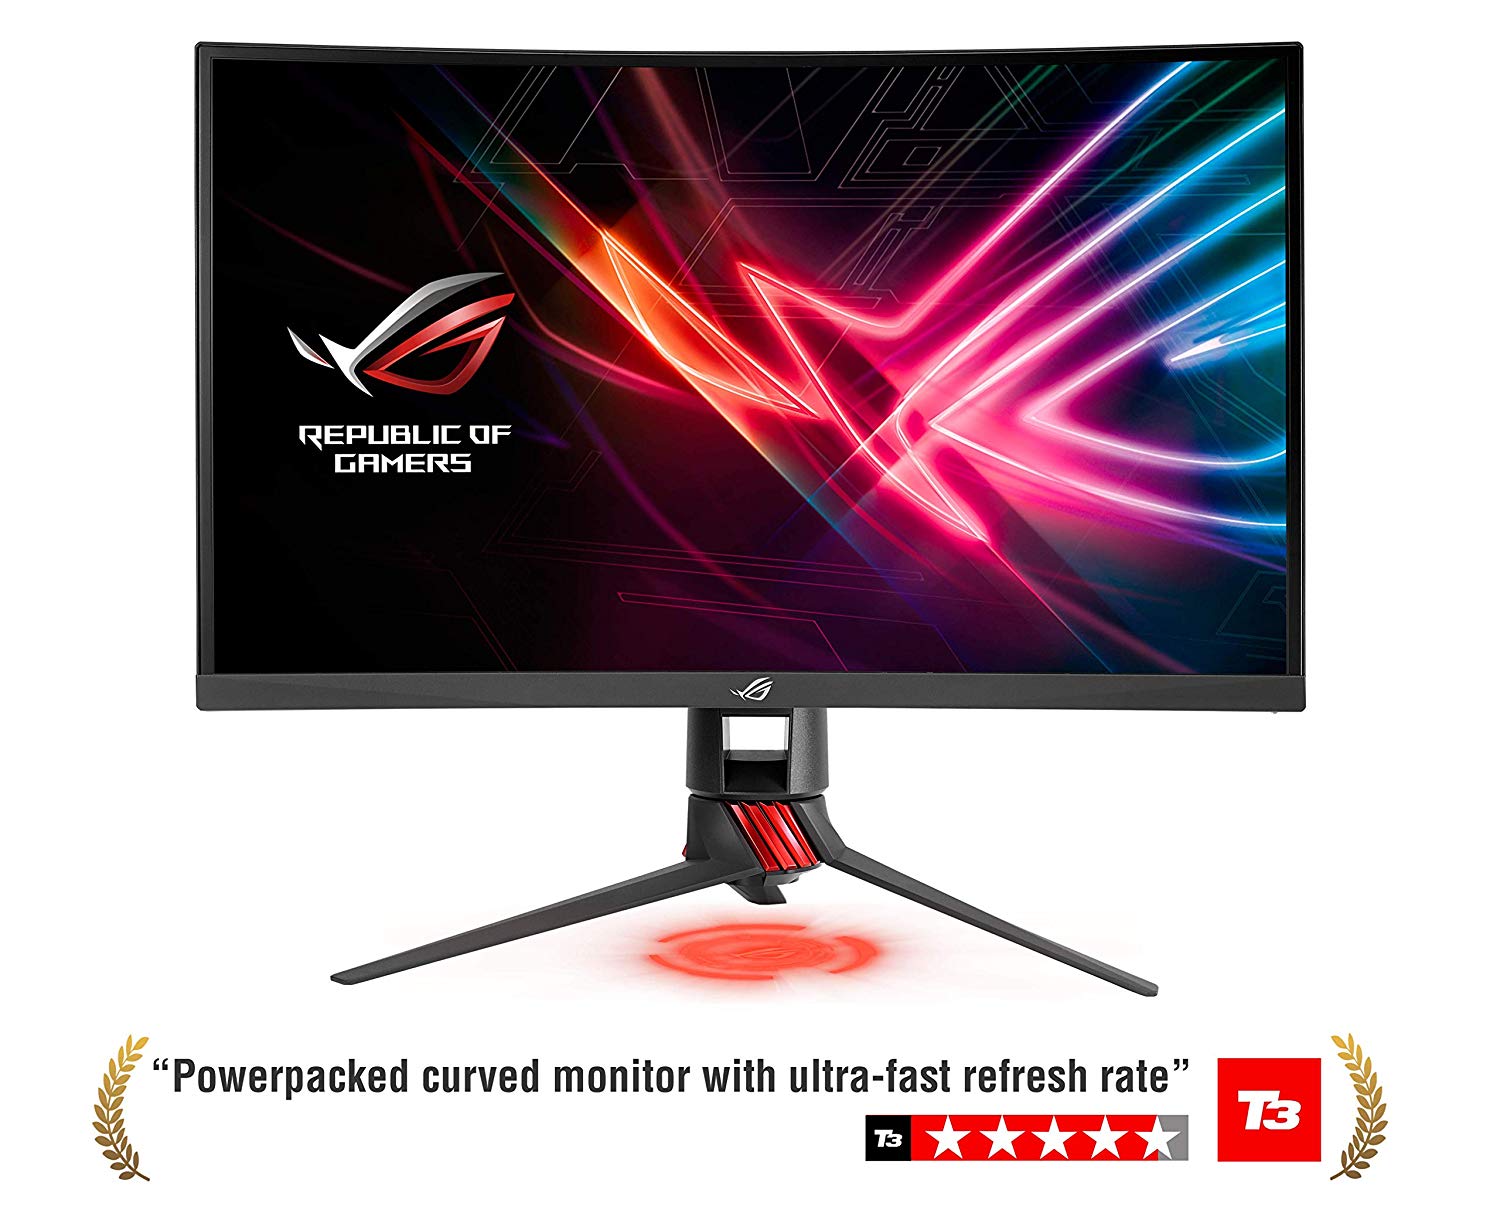 REPUBLIC OF
GAMERS
“Powerpacked curved monitor with ultra-fast refresh rate”
T3
T3